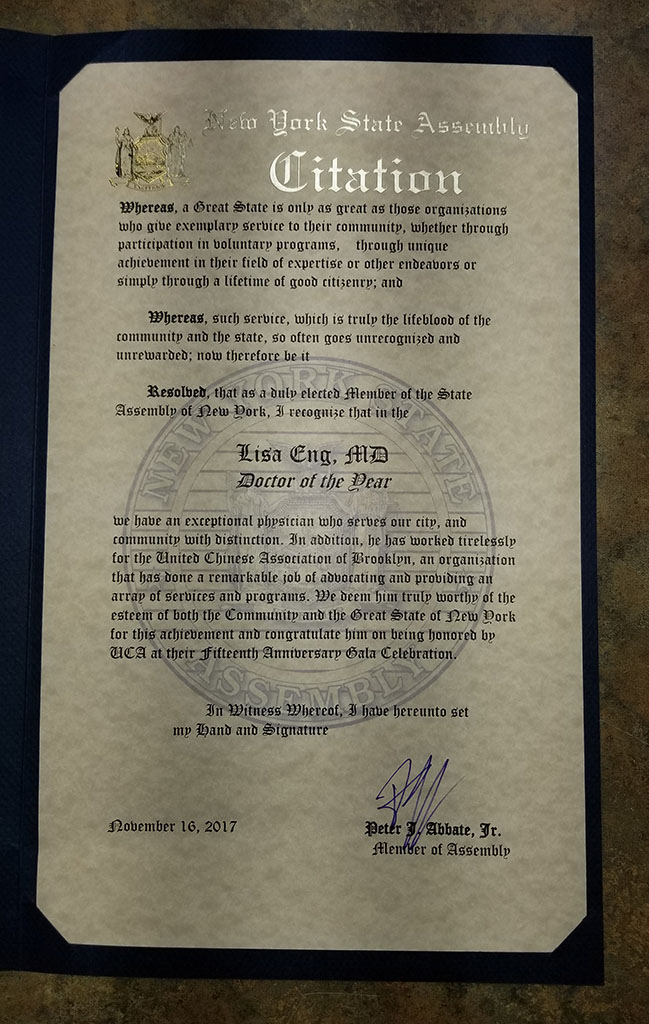 New York State Assembly
Citation
Whereas, a Great State is only as great as those organizations
who give exemplary service to their community, whether through
participation in voluntary programs, through unique
achievement in their field of expertise or other endeavors or
simply through a lifetime of good citizenry; and
Whereas, such service, which is truly the lifeblood of the
community and the state, so often goes unrecognized and
unrewarded; now therefore be it
Resolved, that as a duly elected Member of the State
Assembly of New York, I recognize that in the
NEW YORK STATE
Lisa Eng, MD
Doctor of the Year
we have an exceptional physician who serves our city, and
community with distinction. In addition, he has worked tirelessly
for the United Chinese Association of Brooklyn, an organization
that has done a remarkable job of advocating and providing an
array of services and programs. We deem him truly worthy of the
esteem of both the Community and the Great State of New York
for this achievement and congratulate him on being honored by
UCA at their Fifteenth Anniversary Gala Celebration.
ASSEMBLY
In Witness Whereof, I have hereunto set
my Hand and Signature
November 16, 2017
Peter J. Abbate, Jr.
Member of Assembly